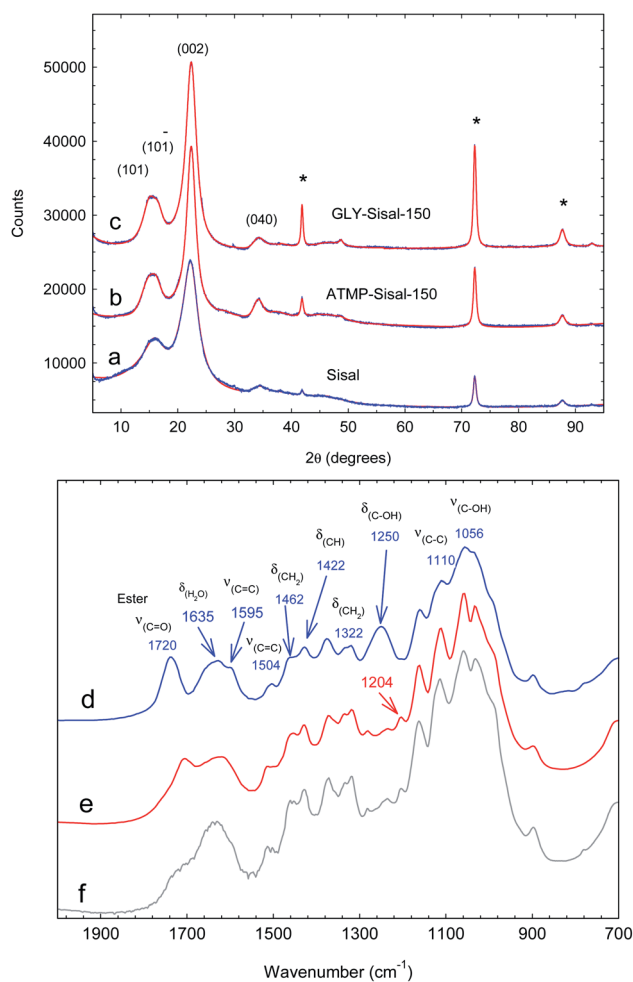 (002)
50000
40000
-
(101)
*
*
(101)
30000
(040)
GLY-Sisal-150
*
c
Counts
20000
b
ATMP-Sisal-150
a
10000
Sisal
10 20 30 40 50 60 70 80 90
2θ (degrees)
ν(C-OH)
δ(C-OH)
1056
δ(CH)
1250
ν(C-C)
1110
δ(CH2)
1422
Ester
δ(H2O)
ν(C=C)
1462
δ(CH2)
ν(C=O)
1635
1595
ν(C=C)
1322
1720
1504
d
1204
e
f
1900 1700 1500 1300 1100 900 700
Wavenumber (cm-1)